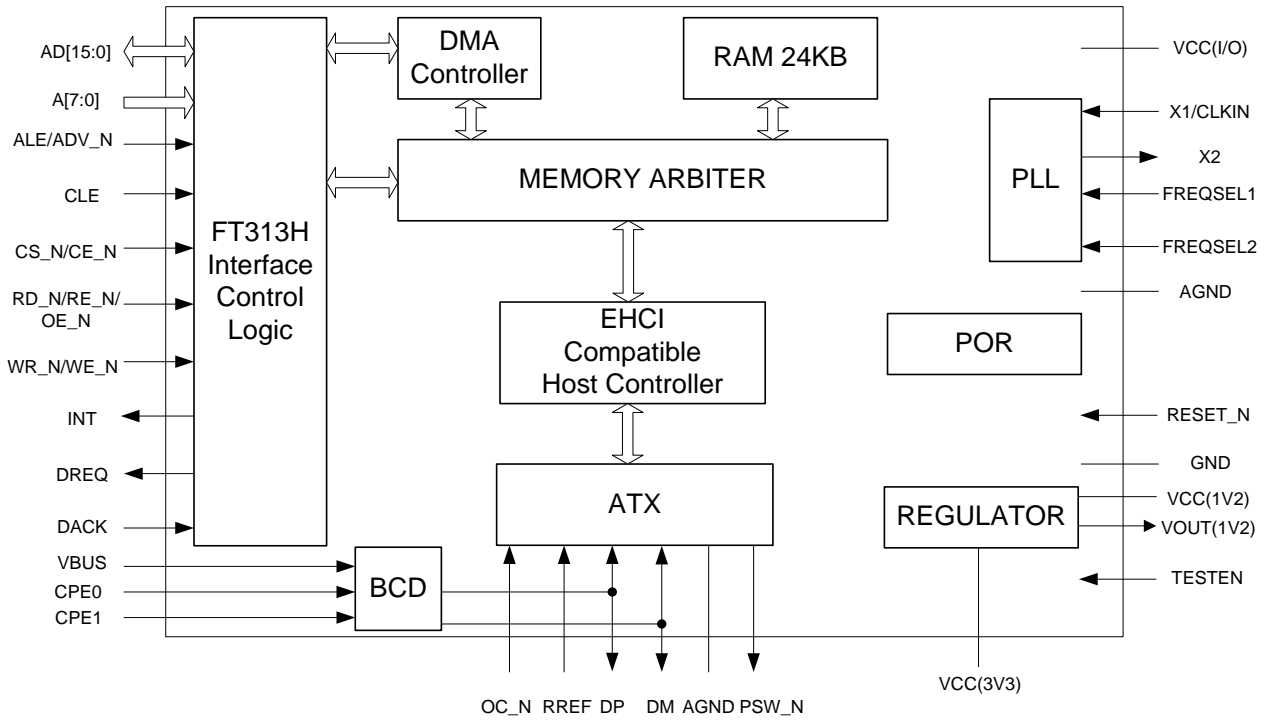 AD[15:0]
A[7:0]
ALE/ADV_N
CLE
CS_N/CE_N
RD_N/RE_N/
OE_N
WR_N/WE_N
INT
DREQ
DACK
VBUS
CPE0
CPE1
FT313H
Interface
Control
Logic
DMA
Controller
RAM 24KB
MEMORY ARBITER
EHCI
Compatible
Host Controller
ATX
BCD
PLL
POR
REGULATOR
VCC(I/O)
X1/CLKIN
X2
FREQSEL1
FREQSEL2
AGND
RESET_N
GND
VCC(1V2)
VOUT(1V2)
TESTEN
VCC(3V3)
OC_N RREF DP DM AGND PSW_N